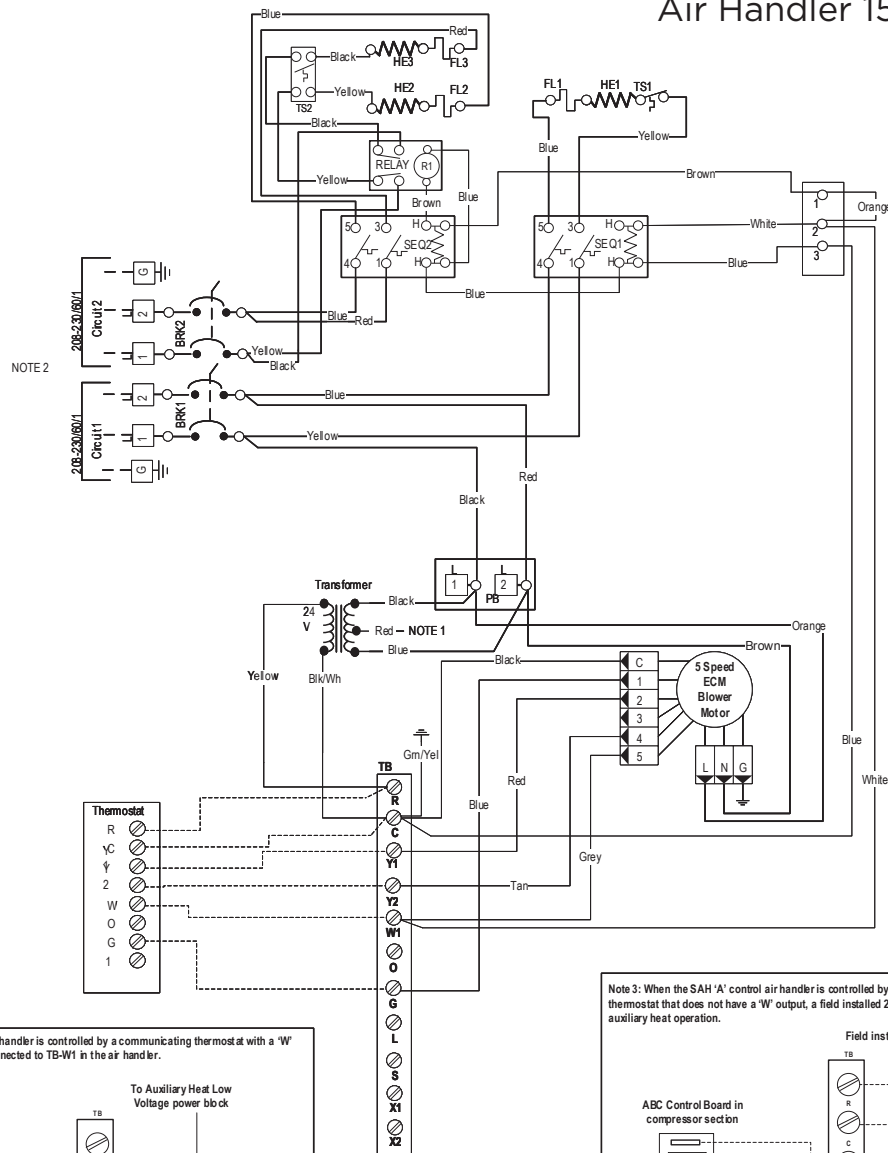 Air Handler 15
Blue
Red
Black
HE3
FL3
Yellow
HE2
FL2
TS2
FL1
HE1
TS1
Black
Yellow
Blue
RELAY
R1
Yellow
Brown
Blue
Brown
Orange
White
Blue
1
2
3
5
3
H
SEQ2
4
1
H
5
3
H
SEQ1
4
1
H
Blue
G
208-230/60/1
Circuit 2
2
BRK2
1
Blue
Red
Yellow
Black
NOTE 2
208-230/60/1
Circuit 1
2
BRK1
1
G
Blue
Yellow
Black
Red
L
1
L
2
PB
Transformer
24
V
Black
Red – NOTE 1
Blue
Orange
Brown
Yellow
Blk/Wh
Black
C
1
2
3
4
5
5 Speed
ECM
Blower
Motor
L
N
G
Grn/Yel
Blue
Red
Grey
Tan
Blue
White
TB
R
C
Y1
Y2
W1
O
G
L
S
X1
X2
Thermostat
R
C
Y
Y
2
W
O
G
1
handler is controlled by a communicating thermostat with a ‘W’
nected to TB-W1 in the air handler.
To Auxiliary Heat Low
Voltage power block
TB
Note 3: When the SAH ‘A’ control air handler is controlled by
thermostat that does not have a ‘W’ output, a field installed 2
auxiliary heat operation.
Field inst
TB
R
C
ABC Control Board in
compressor section